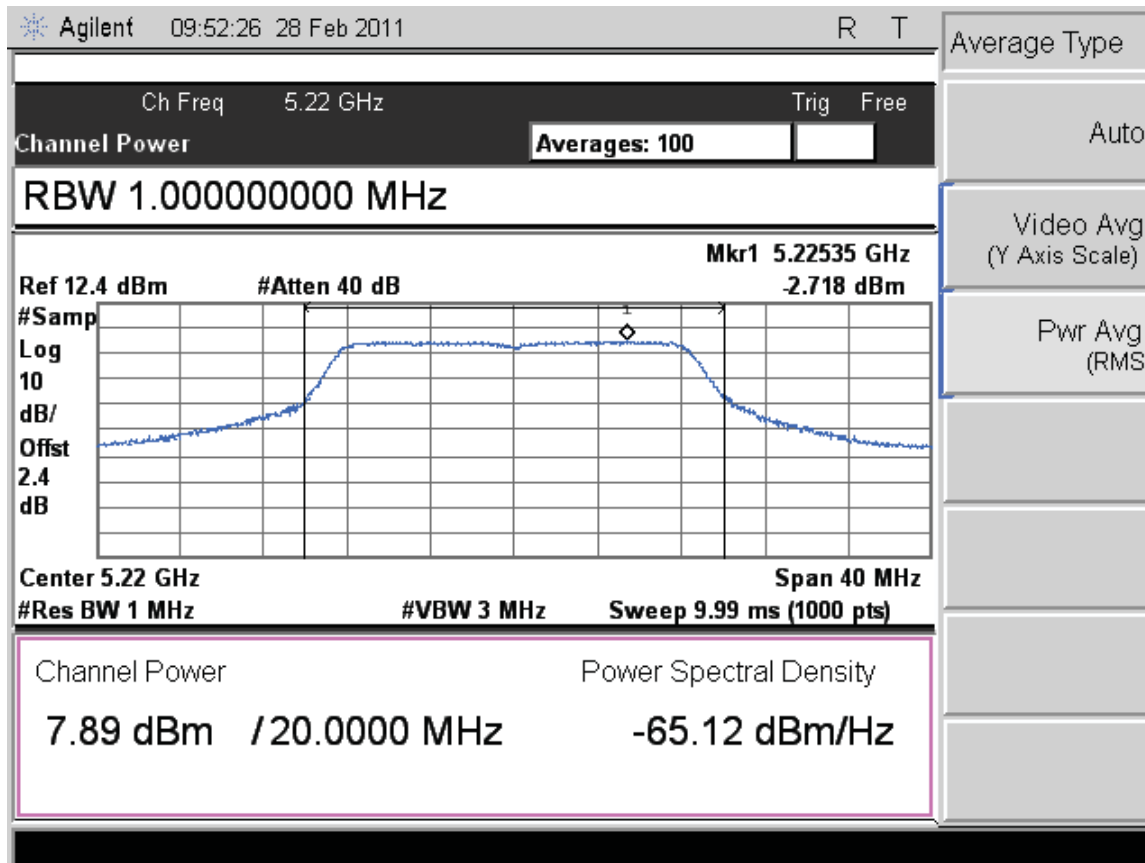 Agilent 09:52:26 28 Feb 2011 R T
Average Type
Ch Freq 5.22 GHz Trig Free
Channel Power Averages: 100
Auto
RBW 1.000000000 MHz
Video Avg
(Y Axis Scale)
Mkr1 5.22535 GHz
Ref 12.4 dBm #Atten 40 dB -2.718 dBm
#Samp
Log
10
dB/
Offst
2.4
dB
1
Pwr Avg
(RMS
Center 5.22 GHz Span 40 MHz
#Res BW 1 MHz #VBW 3 MHz Sweep 9.99 ms (1000 pts)
Channel Power Power Spectral Density
7.89 dBm / 20.0000 MHz -65.12 dBm/Hz